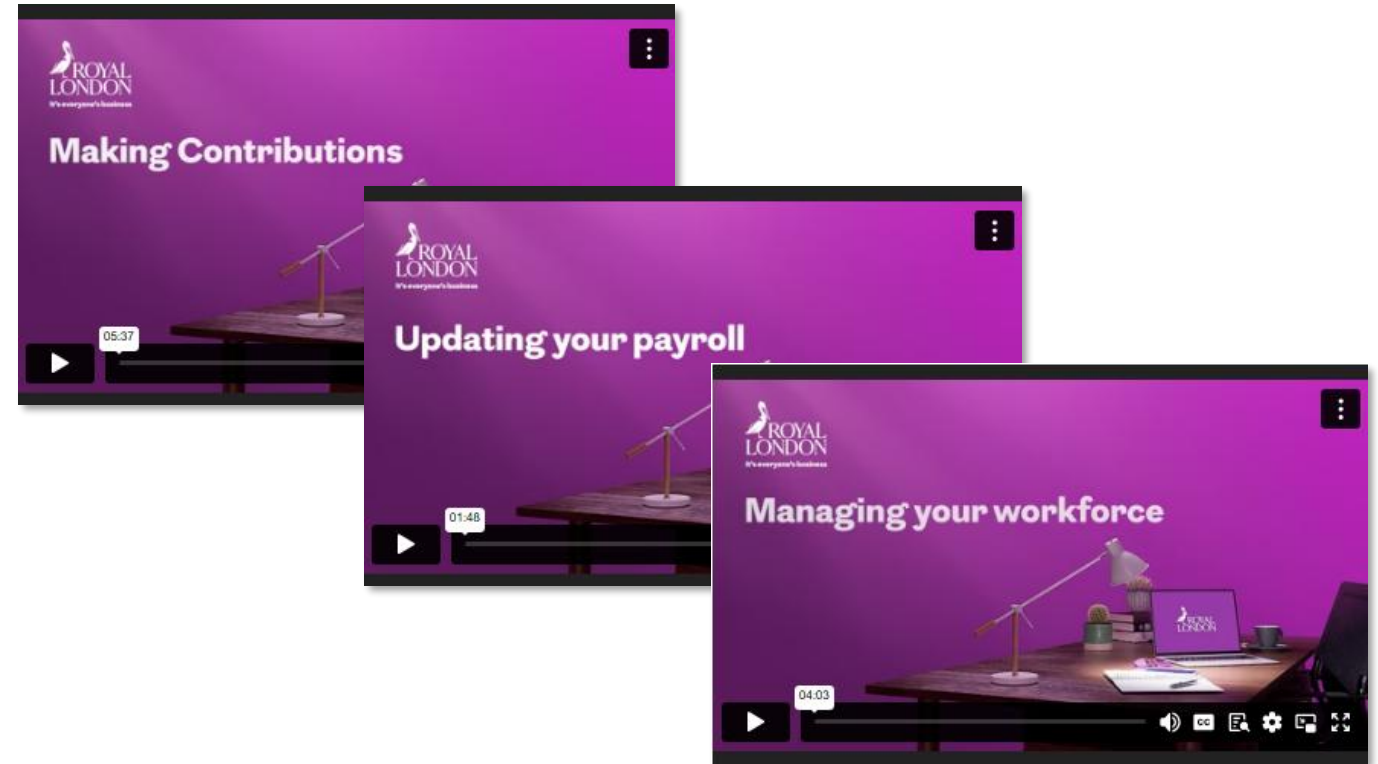 ROYAL
LONDON
It's everyone's business
Making Contributions
05:37
ROYAL
LONDON
It's everyone's business
Updating your payroll
01:48
ROYAL
LONDON
It's everyone's business
Managing your workforce
ROYAL
LONDON
04:03
CC